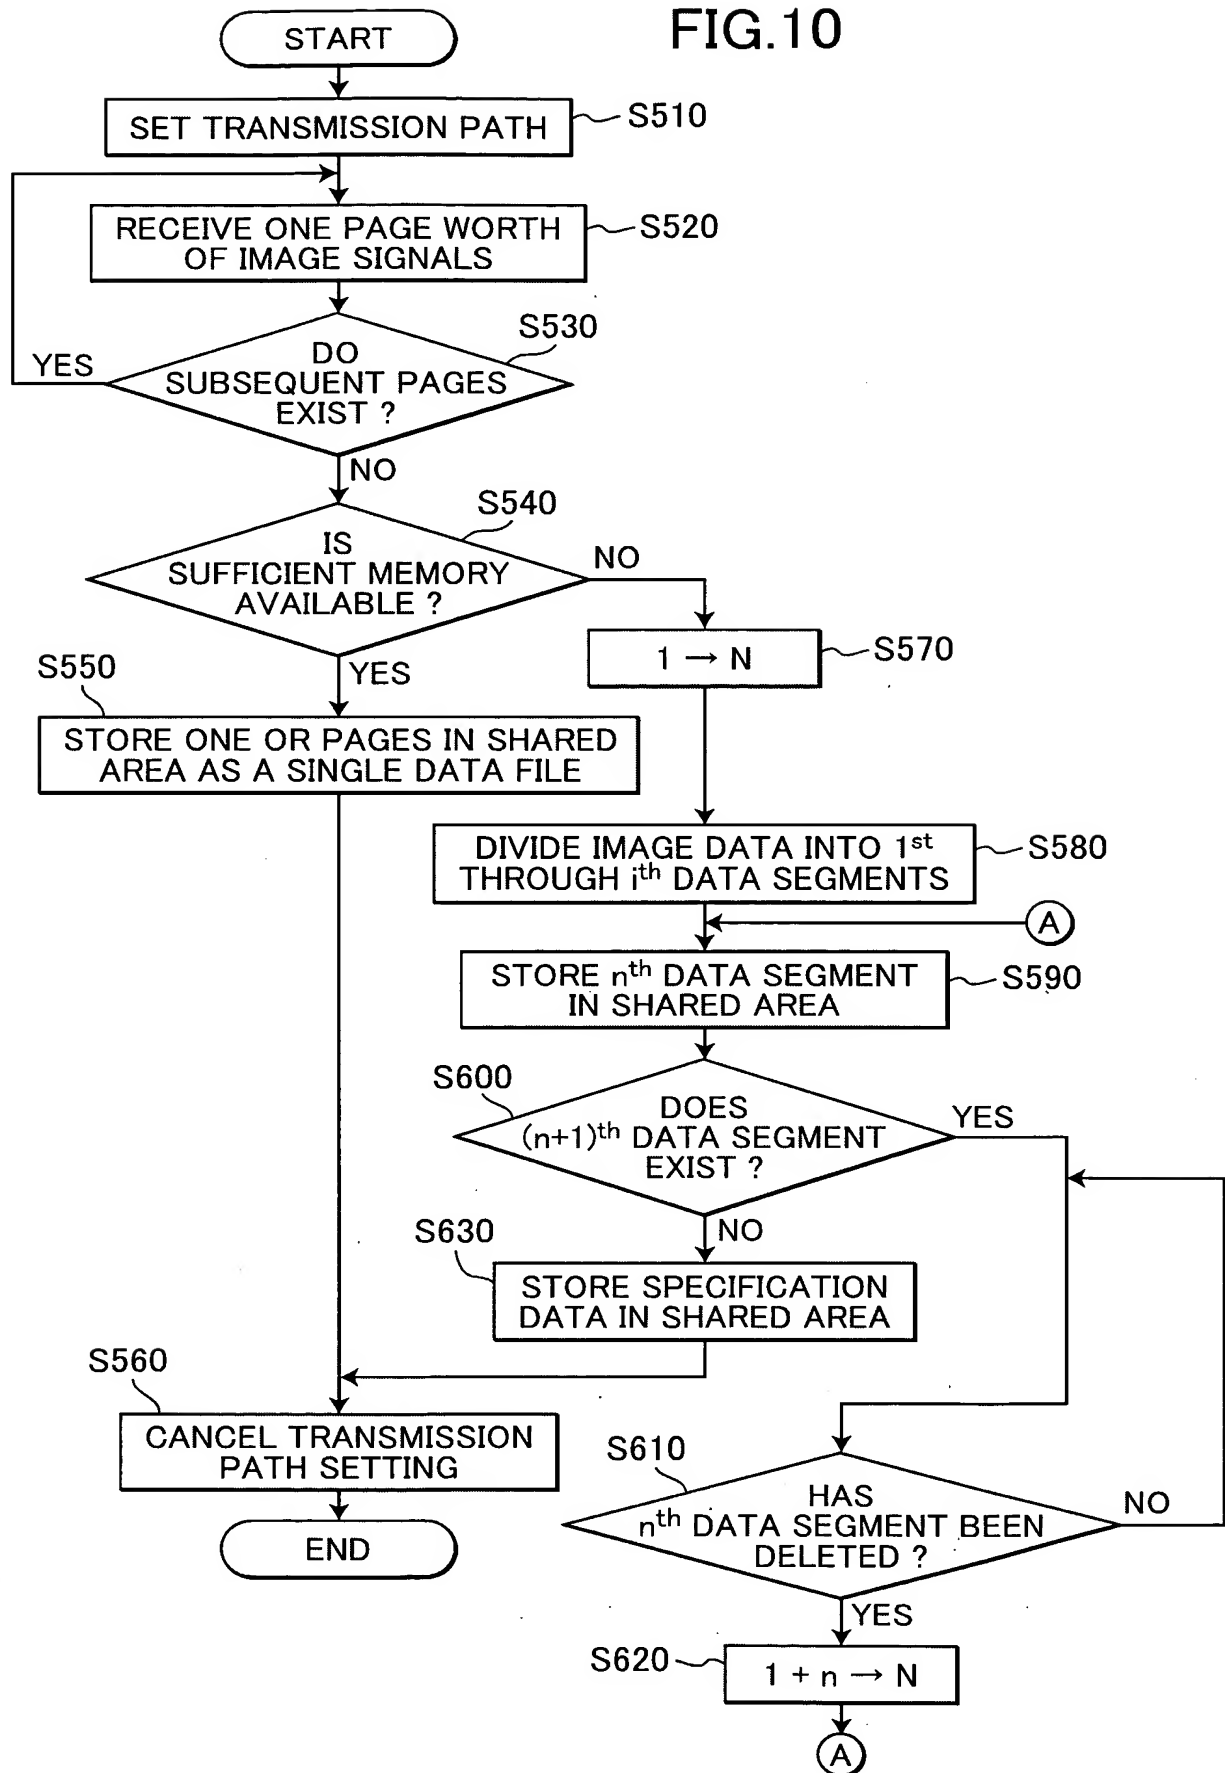 FIG.10
START
SET TRANSMISSION PATH
S510
RECEIVE ONE PAGE WORTH
OF IMAGE SIGNALS
S520
S530
DO
SUBSEQUENT PAGES
EXIST ?
YES
NO
S540
IS
SUFFICIENT MEMORY
AVAILABLE ?
NO
YES
S550
STORE ONE OR PAGES IN SHARED
AREA AS A SINGLE DATA FILE
1 → N
S570
DIVIDE IMAGE DATA INTO 1st
THROUGH ith DATA SEGMENTS
S580
A
STORE nth DATA SEGMENT
IN SHARED AREA
S590
S600
DOES
(n+1)th DATA SEGMENT
EXIST ?
YES
NO
S630
STORE SPECIFICATION
DATA IN SHARED AREA
S560
CANCEL TRANSMISSION
PATH SETTING
END
S610
HAS
nth DATA SEGMENT BEEN
DELETED ?
NO
YES
S620
1 + n → N
A